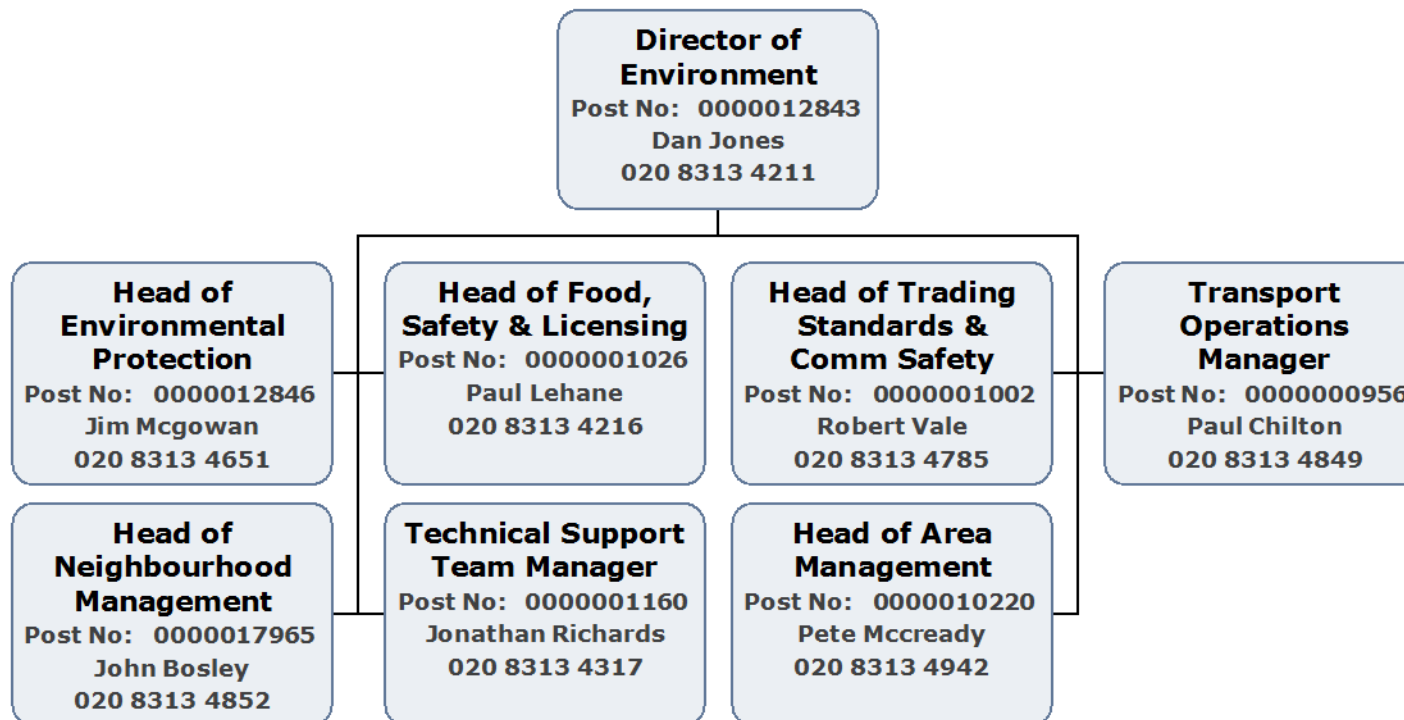 Director of
Environment
Post No: 0000012843
Dan Jones
020 8313 4211
Head of
Environmental
Protection
Post No: 0000012846
Jim Mcgowan
020 8313 4651
Head of Food,
Safety & Licensing
Post No: 0000001026
Paul Lehane
020 8313 4216
Head of Trading
Standards &
Comm Safety
Post No: 0000001002
Robert Vale
020 8313 4785
Transport
Operations
Manager
Post No: 0000000956
Paul Chilton
020 8313 4849
Head of
Neighbourhood
Management
Post No: 0000017965
John Bosley
020 8313 4852
Technical Support
Team Manager
Post No: 0000001160
Jonathan Richards
020 8313 4317
Head of Area
Management
Post No: 0000010220
Pete Mccready
020 8313 4942